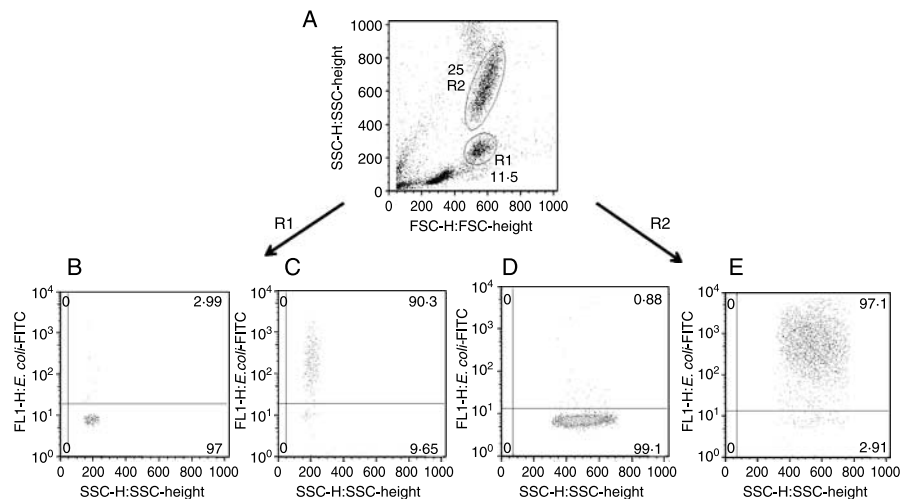 A
SSC-H:SSC-height
1000
800
600
400
200
0
25
R2
R1
11·5
0 200 400 600 800 1000
FSC-H:FSC-height
R1
R2
B
FL1-H:E. coli-FITC
10^4
10^3
10^2
10^1
10^0
0
2·99
0
97
0 200 400 600 800 1000
SSC-H:SSC-height
C
FL1-H:E. coli-FITC
10^4
10^3
10^2
10^1
10^0
0
90·3
0
9·65
0 200 400 600 800 1000
SSC-H:SSC-height
D
FL1-H:E. coli-FITC
10^4
10^3
10^2
10^1
10^0
0
0·88
0
99·1
0 200 400 600 800 1000
SSC-H:SSC-height
E
FL1-H:E. coli-FITC
10^4
10^3
10^2
10^1
10^0
0
97·1
0
2·91
0 200 400 600 800 1000
SSC-H:SSC-height